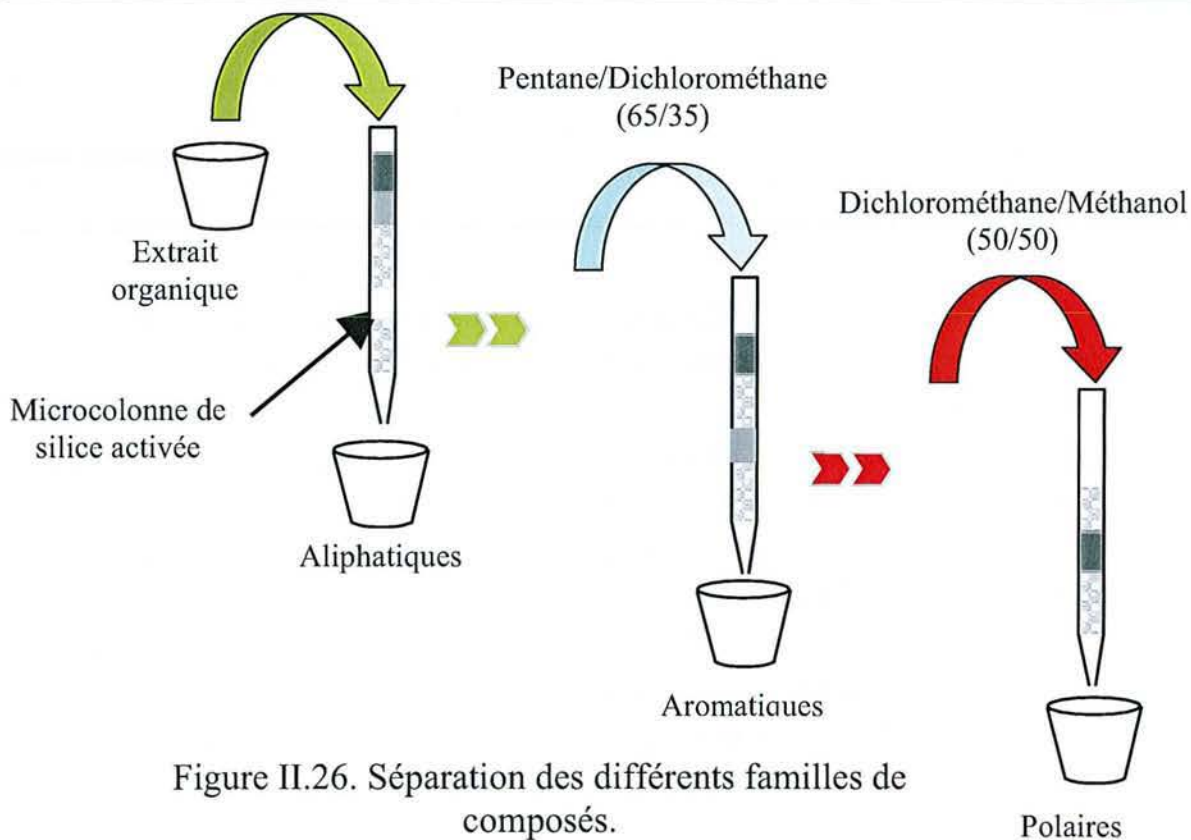 Pentane/Dichlorométhane
(65/35)
Dichlorométhane/Méthanol
(50/50)
Extrait
organique
Microcolonne de
silice activée
Aliphatiques
Aromatiques
Polaires
Figure II.26. Séparation des différents familles de
composés.